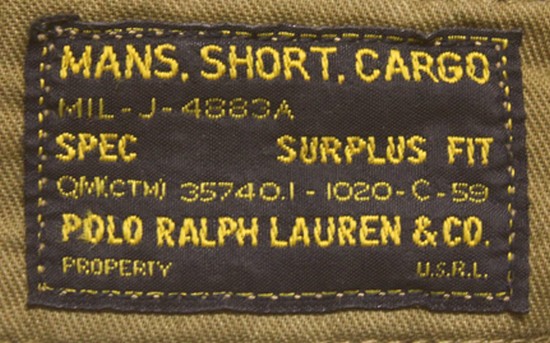 MANS, SHORT, CARGO
MIL-J-4883A
SPEC SURPLUS FIT
QM(CTM) 35740.1-1020-C-59
POLO RALPH LAUREN & CO.
PROPERTY U.S.R.L.